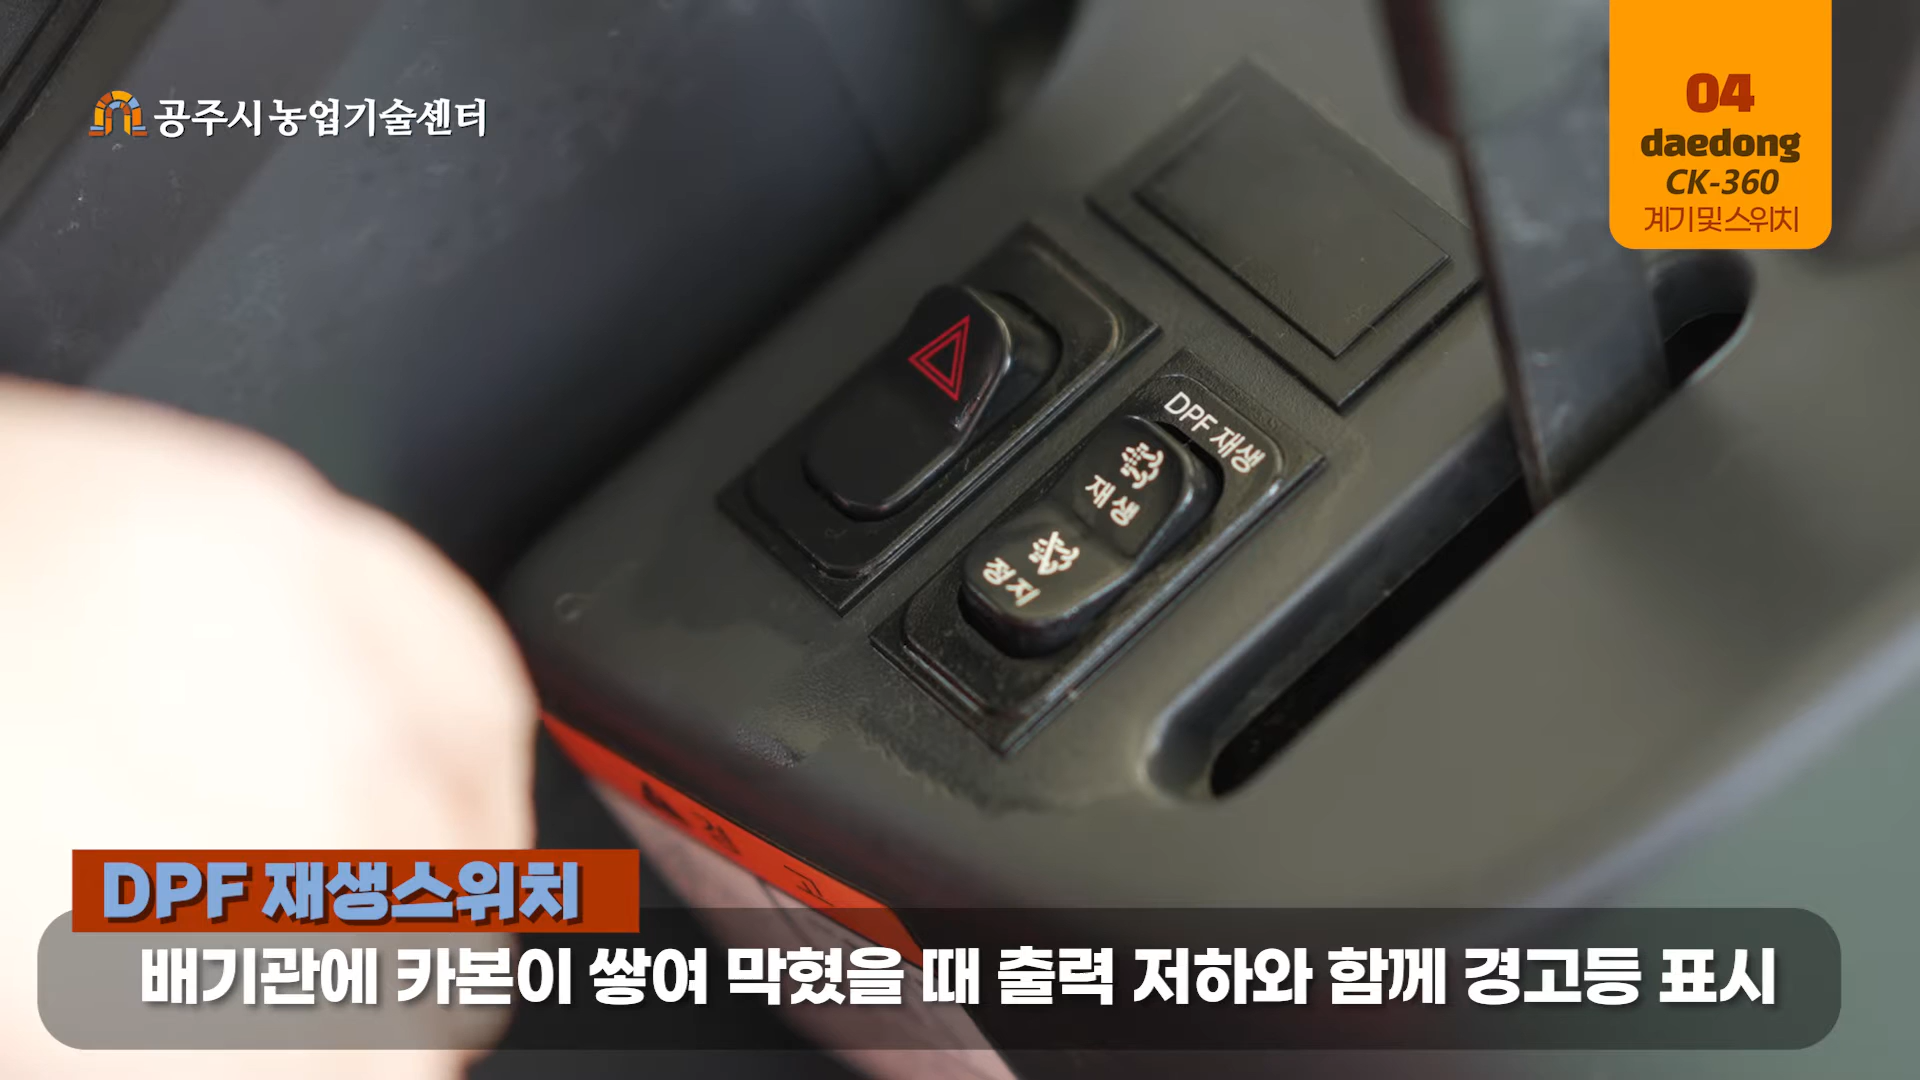 공주시농업기술센터
04
daedong
CK-360
계기 및 스위치
DPF 재생
재생
정지
DPF 재생스위치
배기관에 카본이 쌓여 막혔을 때 출력 저하와 함께 경고등 표시